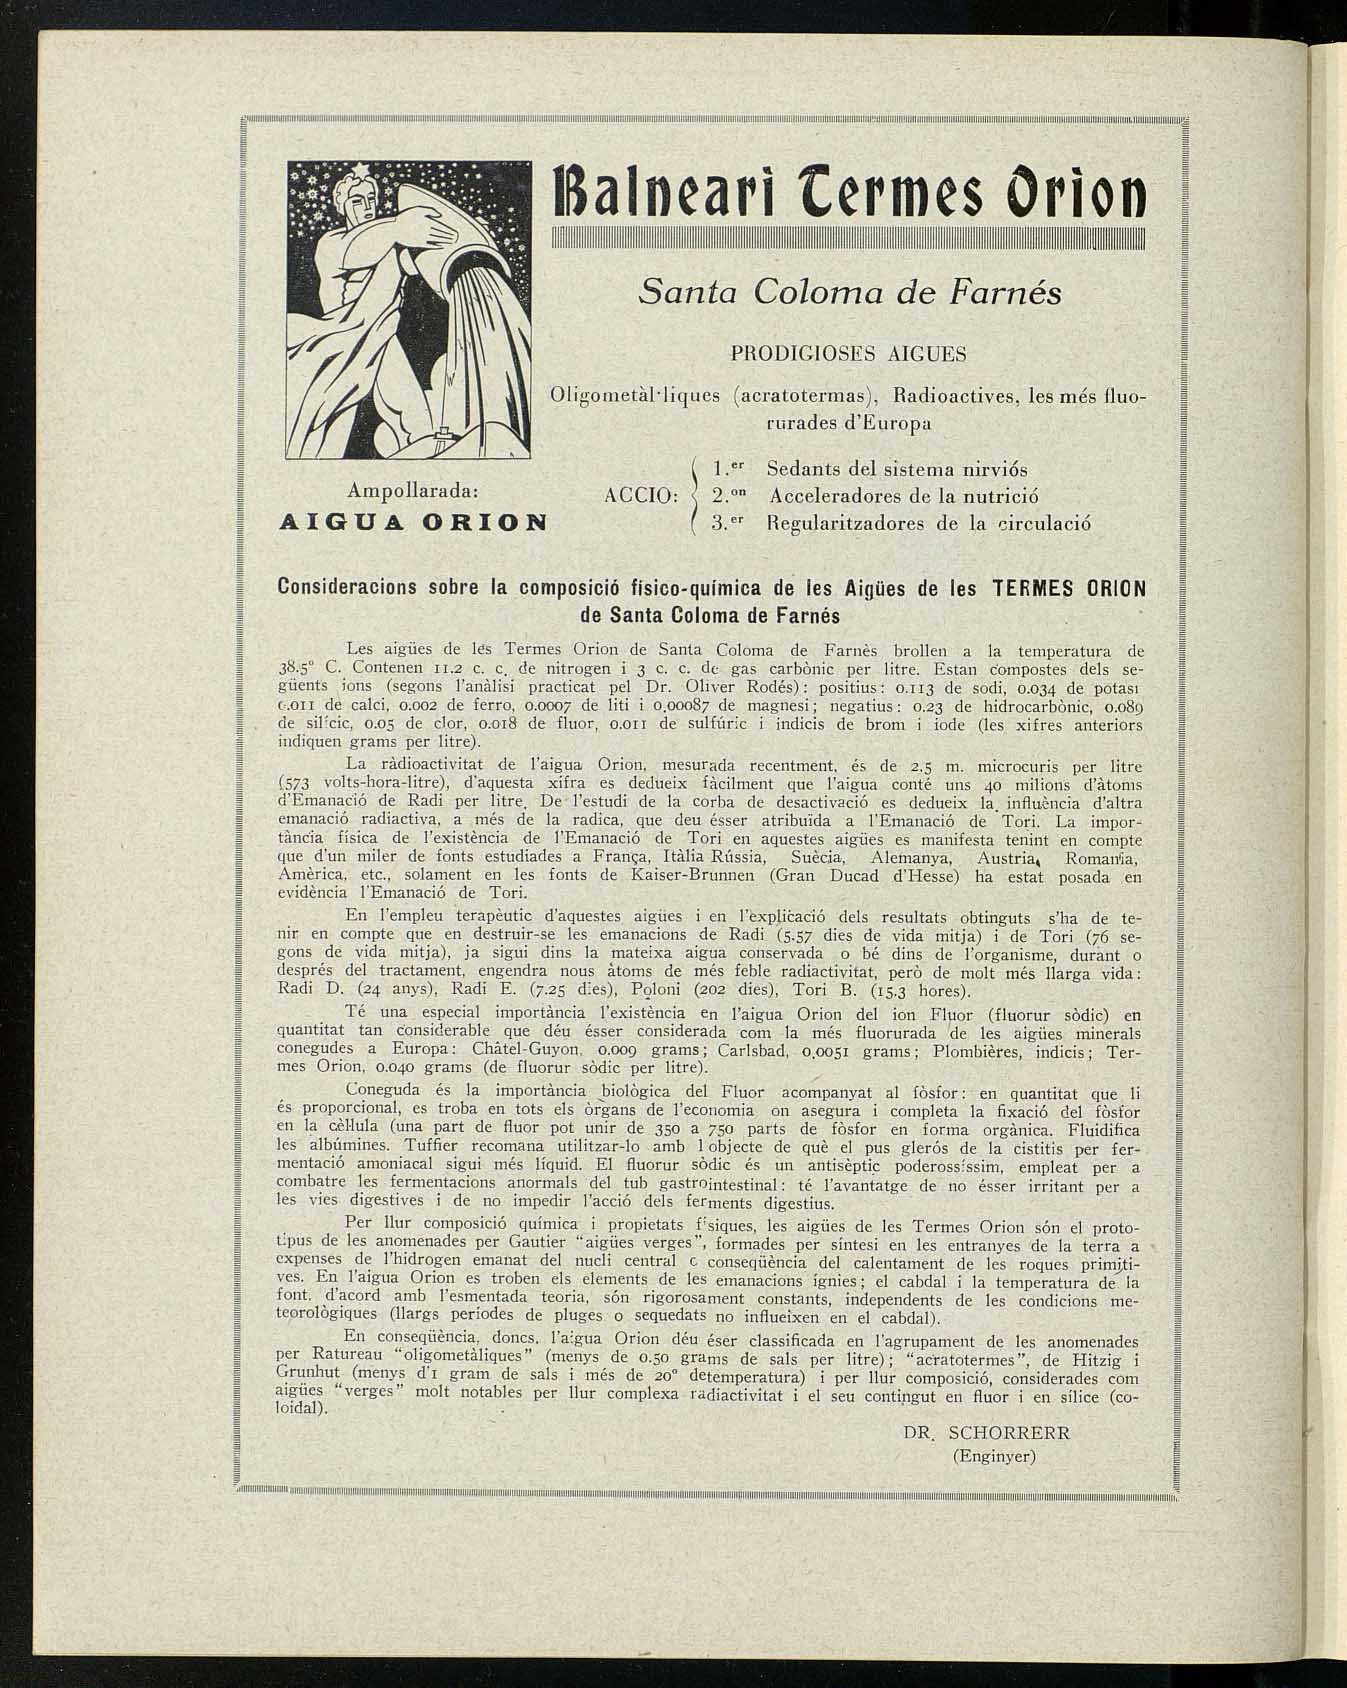 Balneari Termes Orion
Santa Coloma de Farnés
PRODIGIOSES AIGUES
Oligometàl·liques (acratotermas), Radioactives, les més fluo-
rurades d'Europa
Ampollarada:
AIGUA ORION
ACCIO:
1.er Sedants del sistema nirviós
2.on Acceleradores de la nutrició
3.er Regularitzadores de la circulació
Consideracions sobre la composició físico-química de les Aigües de les TERMES ORION
de Santa Coloma de Farnés
Les aigües de les Termes Orion de Santa Coloma de Farnès brollen a la temperatura de
38.5° C. Contenen 11.2 c. c. de nitrogen i 3 c. c. de gas carbònic per litre. Estan compostes dels se-
güents ions (segons l'anàlisi practicat pel Dr. Oliver Rodés): positius: 0.113 de sodi, 0.034 de potasi
0.011 de calci, 0.002 de ferro, 0.0007 de liti i 0,00087 de magnesi; negatius: 0.23 de hidrocarbònic, 0.089
de silícic, 0.05 de clor, 0.018 de fluor, 0.011 de sulfúric i indicis de brom i iode (les xifres anteriors
indiquen grams per litre).
La ràdioactivitat de l'aigua Orion, mesurada recentment, és de 2.5 m. microcuris per litre
(573 volts-hora-litre), d'aquesta xifra es dedueix fàcilment que l'aigua conté uns 40 milions d'àtoms
d'Emanació de Radi per litre. De l'estudi de la corba de desactivació es dedueix la influència d'altra
emanació radiactiva, a més de la radica, que deu ésser atribuïda a l'Emanació de Tori. La impor-
tància física de l'existència de l'Emanació de Tori en aquestes aigües es manifesta tenint en compte
que d'un miler de fonts estudiades a França, Itàlia Rússia, Suècia, Alemanya, Austria, Romania,
Amèrica, etc., solament en les fonts de Kaiser-Brunnen (Gran Ducad d'Hesse) ha estat posada en
evidència l'Emanació de Tori.
En l'empleu terapèutic d'aquestes aigües i en l'explicació dels resultats obtinguts s'ha de te-
nir en compte que en destruir-se les emanacions de Radi (5.57 dies de vida mitja) i de Tori (76 se-
gons de vida mitja), ja sigui dins la mateixa aigua conservada o bé dins de l'organisme, durant o
després del tractament, engendra nous àtoms de més feble radiactivitat, però de molt més llarga vida:
Radi D. (24 anys), Radi E. (7.25 dies), Poloni (202 dies), Tori B. (15.3 hores).
Té una especial importància l'existència en l'aigua Orion del ion Fluor (fluorur sòdic) en
quantitat tan considerable que déu ésser considerada com la més fluorurada de les aigües minerals
conegudes a Europa: Châtel-Guyon, 0.009 grams; Carlsbad, 0,0051 grams; Plombières, indicis; Ter-
mes Orion, 0.040 grams (de fluorur sòdic per litre).
Coneguda és la importància biològica del Fluor acompanyat al fòsfor: en quantitat que li
és proporcional, es troba en tots els òrgans de l'economia on asegura i completa la fixació del fòsfor
en la cèl·lula (una part de fluor pot unir de 350 a 750 parts de fòsfor en forma orgànica. Fluidifica
les albúmines. Tuffier recomana utilitzar-lo amb l objecte de què el pus glerós de la cistitis per fer-
mentació amoniacal sigui més líquid. El fluorur sòdic és un antisèptic poderosíssim, empleat per a
combatre les fermentacions anormals del tub gastrointestinal: té l'avantatge de no ésser irritant per a
les vies digestives i de no impedir l'acció dels ferments digestius.
Per llur composició química i propietats físiques, les aigües de les Termes Orion són el proto-
tipus de les anomenades per Gautier "aigües verges", formades per síntesi en les entranyes de la terra a
expenses de l'hidrogen emanat del nucli central c conseqüència del calentament de les roques primiti-
ves. En l'aigua Orion es troben els elements de les emanacions ígnies; el cabdal i la temperatura de la
font, d'acord amb l'esmentada teoria, són rigorosament constants, independents de les condicions me-
teorològiques (llargs períodes de pluges o sequedats no influeixen en el cabdal).
En conseqüència, doncs, l'aigua Orion déu éser classificada en l'agrupament de les anomenades
per Ratureau "oligometàliques" (menys de 0.50 grams de sals per litre); "acratotermes", de Hitzig i
Grunhut (menys d'1 gram de sals i més de 20° detemperatura) i per llur composició, considerades com
aigües "verges" molt notables per llur complexa radiactivitat i el seu contingut en fluor i en sílice (co-
loidal).
DR. SCHORRERR
(Enginyer)